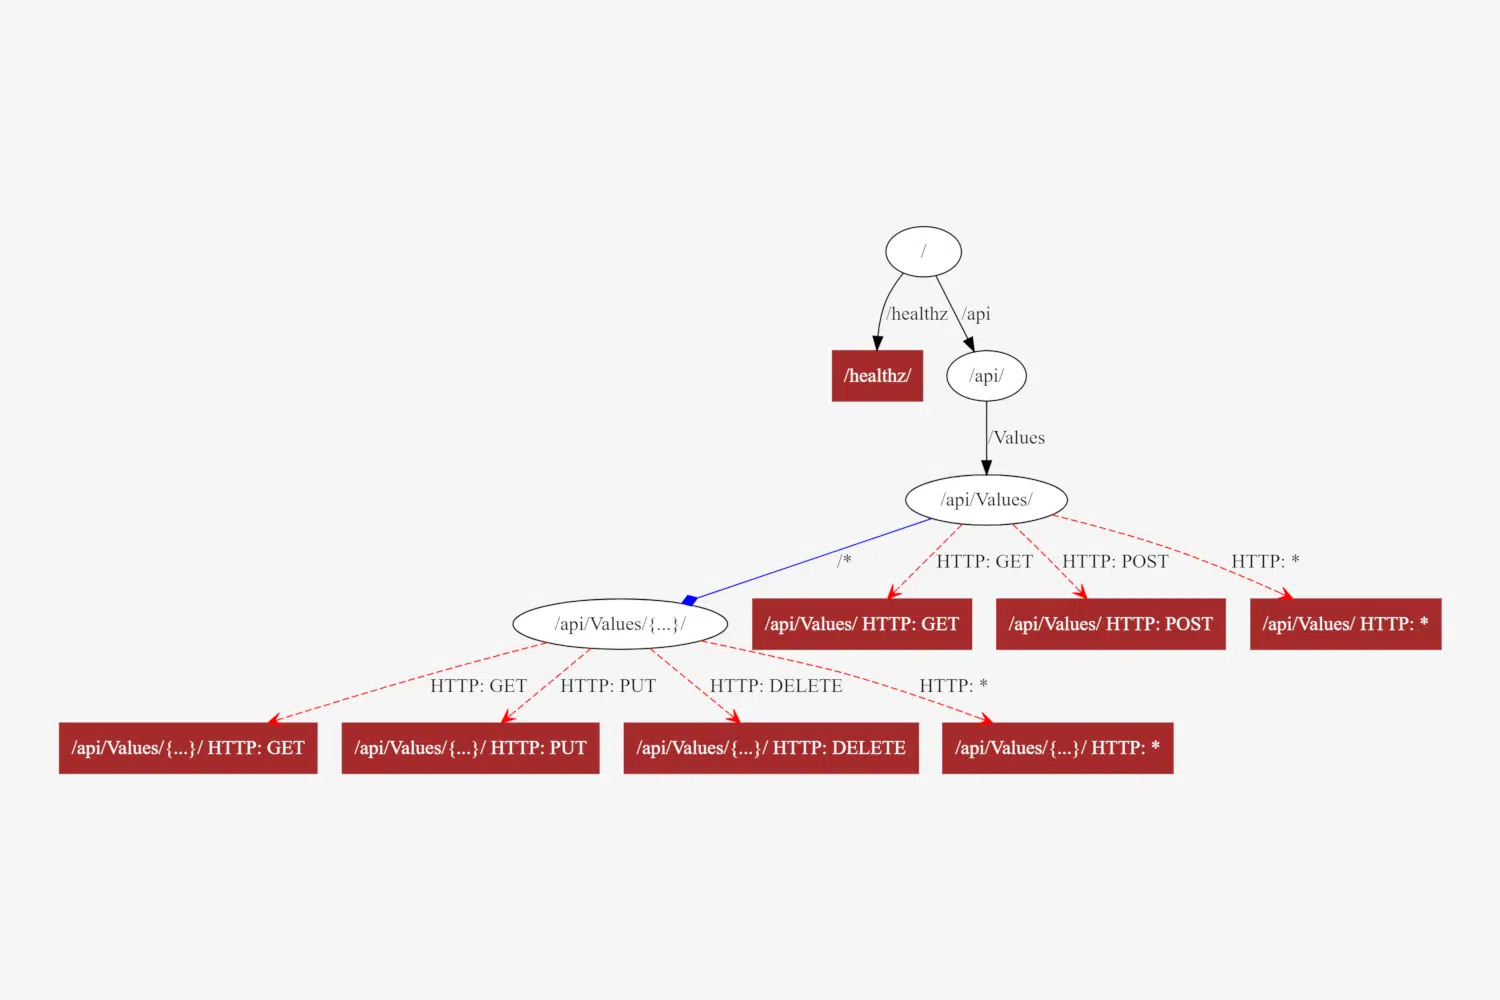 /
/healthz
/api
/healthz/
/api/
/Values
/api/Values/
/*
HTTP: GET
HTTP: POST
HTTP: *
/api/Values/{...}/
/api/Values/ HTTP: GET
/api/Values/ HTTP: POST
/api/Values/ HTTP: *
HTTP: GET
HTTP: PUT
HTTP: DELETE
HTTP: *
/api/Values/{...}/ HTTP: GET
/api/Values/{...}/ HTTP: PUT
/api/Values/{...}/ HTTP: DELETE
/api/Values/{...}/ HTTP: *